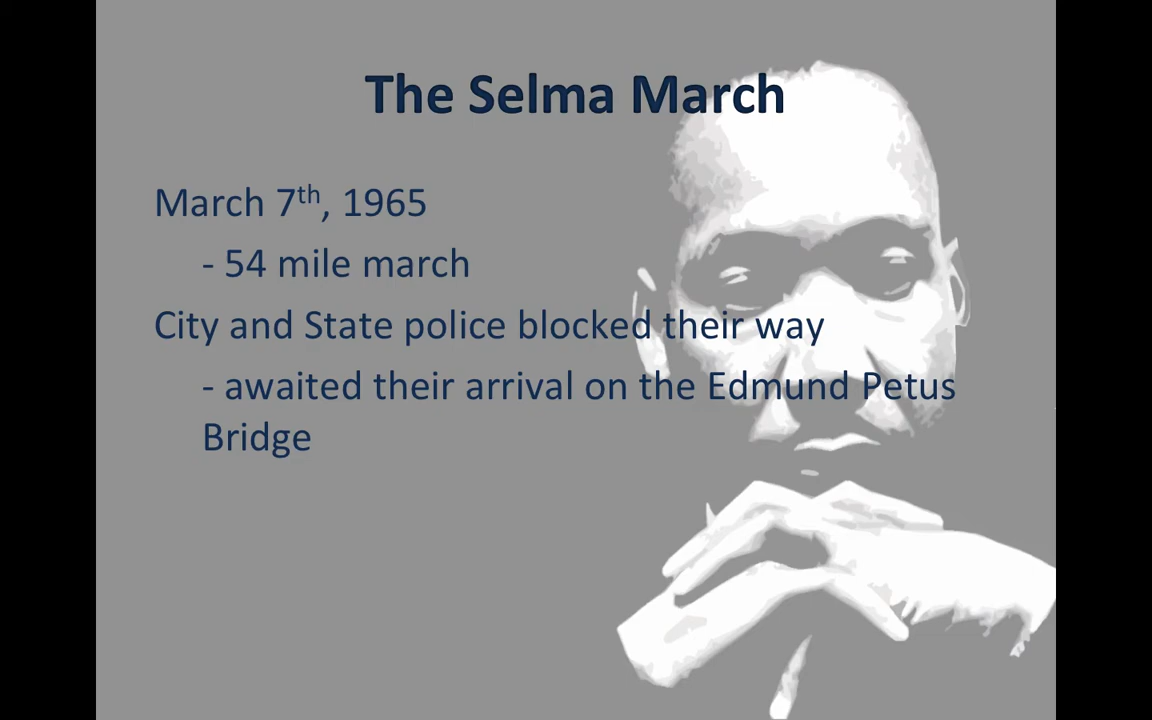 The Selma March
March 7th, 1965
- 54 mile march
City and State police blocked their way
- awaited their arrival on the Edmund Petus
Bridge